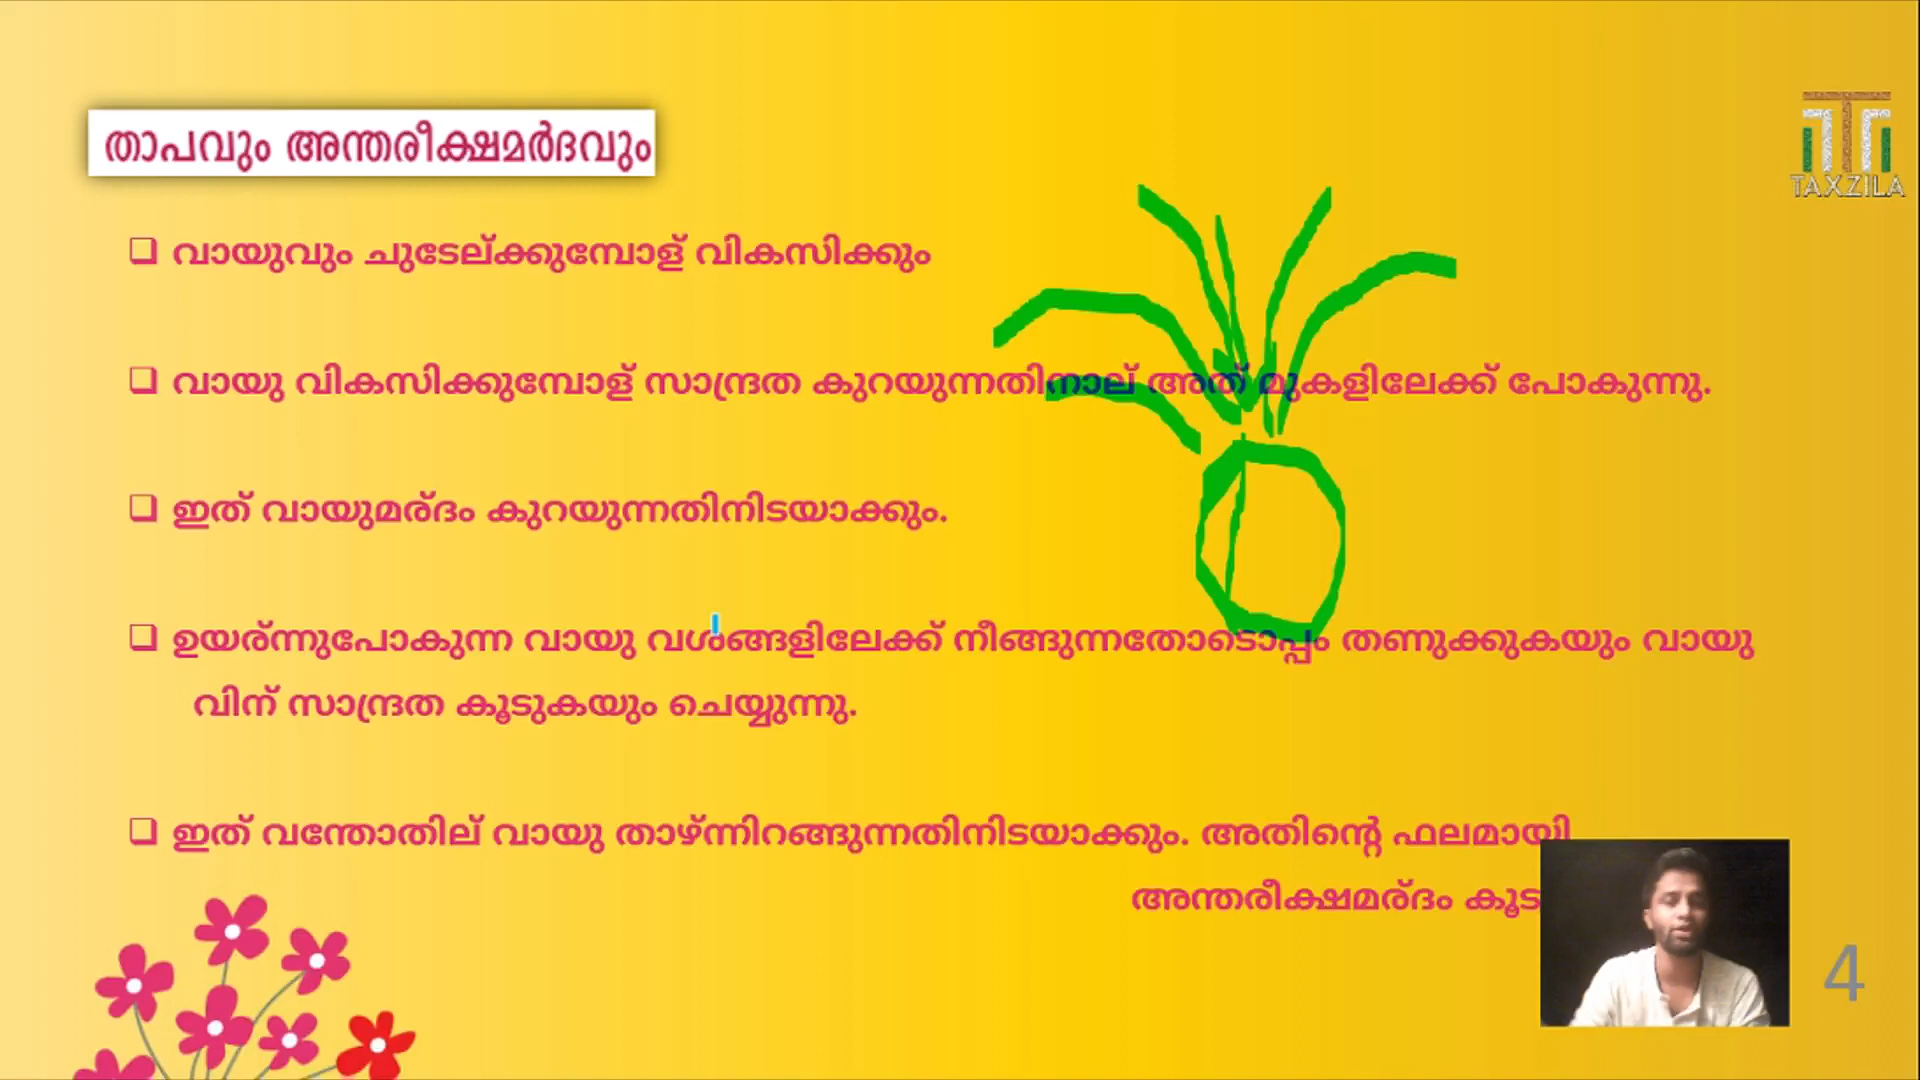 താപവും അന്തരീക്ഷമർദവും
TAXZILA
വായുവും ചുടേല്ക്കുമ്പോള് വികസിക്കും
വായു വികസിക്കുമ്പോള് സാന്ദ്രത കുറയുന്നതിനാല് അത് മുകളിലേക്ക് പോകുന്നു.
ഇത് വായുമര്ദം കുറയുന്നതിനിടയാക്കും.
ഉയര്ന്നുപോകുന്ന വായു വശങ്ങളിലേക്ക് നീങ്ങുന്നതോടൊപ്പം തണുക്കുകയും വായു
വിന് സാന്ദ്രത കൂടുകയും ചെയ്യുന്നു.
ഇത് വന്തോതില് വായു താഴ്ന്നിറങ്ങുന്നതിനിടയാക്കും. അതിന്റെ ഫലമായി
അന്തരീക്ഷമര്ദം
4